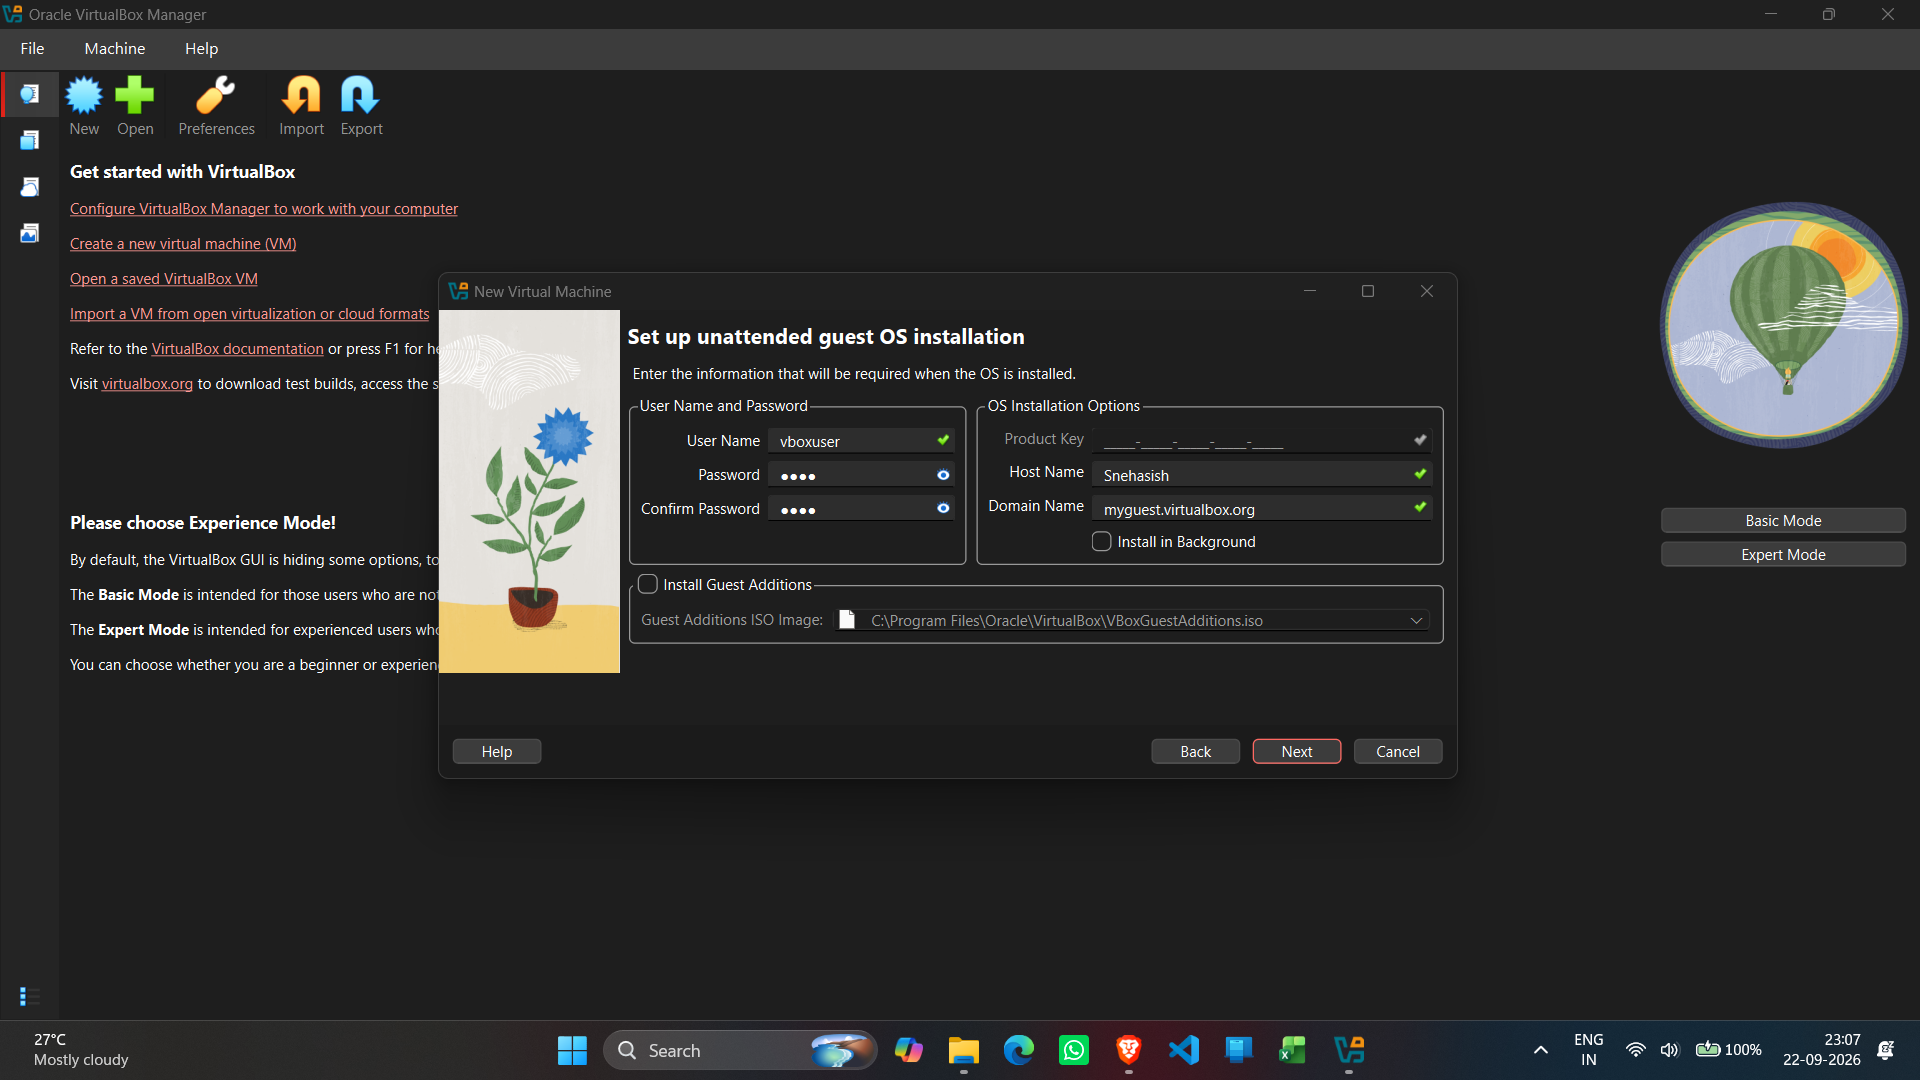 Oracle VirtualBox Manager
File Machine Help
New Open Preferences Import Export
Get started with VirtualBox
Configure VirtualBox Manager to work with your computer
Create a new virtual machine (VM)
Open a saved VirtualBox VM
Import a VM from open virtualization or cloud formats
Refer to the VirtualBox documentation or press F1 for he
Visit virtualbox.org to download test builds, access the s
Please choose Experience Mode!
By default, the VirtualBox GUI is hiding some options, to
The Basic Mode is intended for those users who are not
The Expert Mode is intended for experienced users who
You can choose whether you are a beginner or experien
New Virtual Machine
Set up unattended guest OS installation
Enter the information that will be required when the OS is installed.
User Name and Password
User Name vboxuser
Password ●●●●
Confirm Password ●●●●
OS Installation Options
Product Key _____-_____-_____-_____-_____
Host Name Snehasish
Domain Name myguest.virtualbox.org
Install in Background
Install Guest Additions
Guest Additions ISO Image: C:\Program Files\Oracle\VirtualBox\VBoxGuestAdditions.iso
Help Back Next Cancel
Basic Mode
Expert Mode
27°C
Mostly cloudy
Search
ENG
IN
100%
23:07
22-09-2026